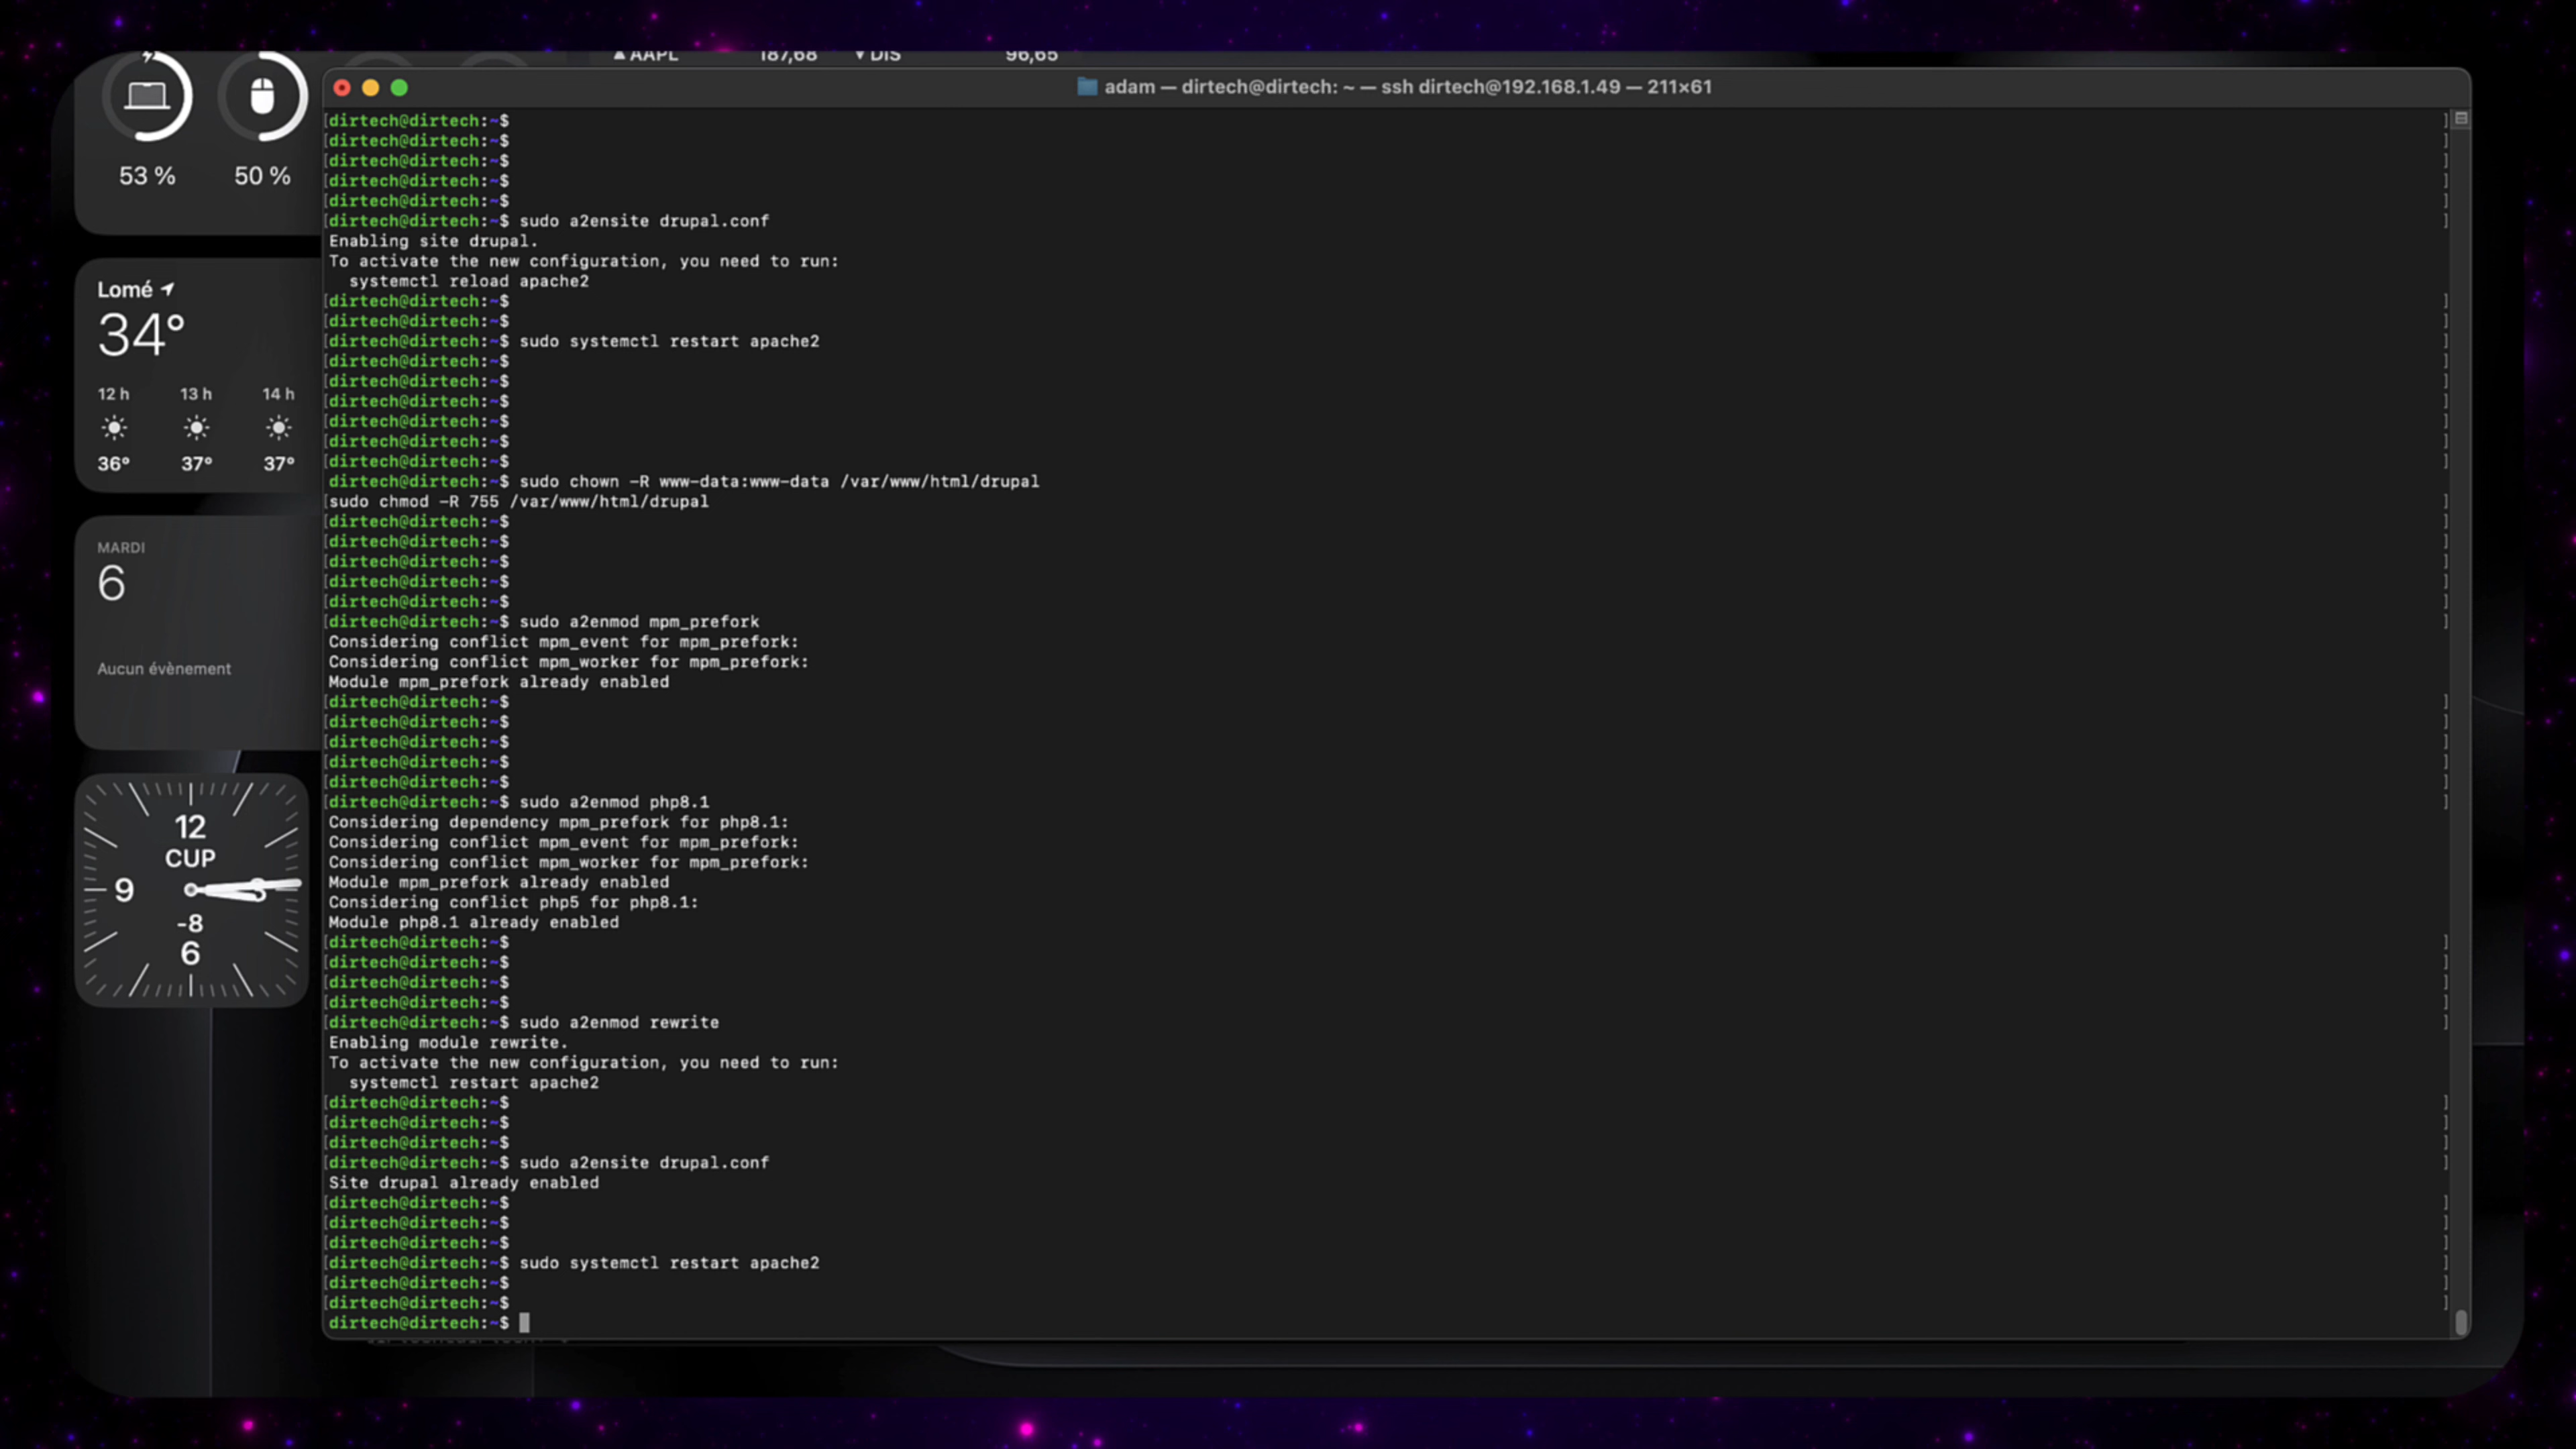 ▲ AAPL 187,68 ▼ DIS 96,65
adam — dirtech@dirtech: ~ — ssh dirtech@192.168.1.49 — 211×61
53 % 50 %
Lomé
34°
12 h 13 h 14 h
36° 37° 37°
MARDI
6
Aucun évènement
12
CUP
9 3
-8
6
[dirtech@dirtech:~$ ]
[dirtech@dirtech:~$ ]
[dirtech@dirtech:~$ ]
[dirtech@dirtech:~$ ]
[dirtech@dirtech:~$ ]
[dirtech@dirtech:~$ sudo a2ensite drupal.conf ]
Enabling site drupal.
To activate the new configuration, you need to run:
  systemctl reload apache2
[dirtech@dirtech:~$ ]
[dirtech@dirtech:~$ ]
[dirtech@dirtech:~$ sudo systemctl restart apache2 ]
[dirtech@dirtech:~$ ]
[dirtech@dirtech:~$ ]
[dirtech@dirtech:~$ ]
[dirtech@dirtech:~$ ]
[dirtech@dirtech:~$ ]
[dirtech@dirtech:~$ ]
dirtech@dirtech:~$ sudo chown -R www-data:www-data /var/www/html/drupal
[sudo chmod -R 755 /var/www/html/drupal ]
[dirtech@dirtech:~$ ]
[dirtech@dirtech:~$ ]
[dirtech@dirtech:~$ ]
[dirtech@dirtech:~$ ]
[dirtech@dirtech:~$ ]
[dirtech@dirtech:~$ sudo a2enmod mpm_prefork ]
Considering conflict mpm_event for mpm_prefork:
Considering conflict mpm_worker for mpm_prefork:
Module mpm_prefork already enabled
[dirtech@dirtech:~$ ]
[dirtech@dirtech:~$ ]
[dirtech@dirtech:~$ ]
[dirtech@dirtech:~$ ]
[dirtech@dirtech:~$ ]
[dirtech@dirtech:~$ sudo a2enmod php8.1 ]
Considering dependency mpm_prefork for php8.1:
Considering conflict mpm_event for mpm_prefork:
Considering conflict mpm_worker for mpm_prefork:
Module mpm_prefork already enabled
Considering conflict php5 for php8.1:
Module php8.1 already enabled
[dirtech@dirtech:~$ ]
[dirtech@dirtech:~$ ]
[dirtech@dirtech:~$ ]
[dirtech@dirtech:~$ ]
[dirtech@dirtech:~$ sudo a2enmod rewrite ]
Enabling module rewrite.
To activate the new configuration, you need to run:
  systemctl restart apache2
[dirtech@dirtech:~$ ]
[dirtech@dirtech:~$ ]
[dirtech@dirtech:~$ ]
[dirtech@dirtech:~$ sudo a2ensite drupal.conf ]
Site drupal already enabled
[dirtech@dirtech:~$ ]
[dirtech@dirtech:~$ ]
[dirtech@dirtech:~$ ]
[dirtech@dirtech:~$ sudo systemctl restart apache2 ]
[dirtech@dirtech:~$ ]
[dirtech@dirtech:~$ ]
dirtech@dirtech:~$